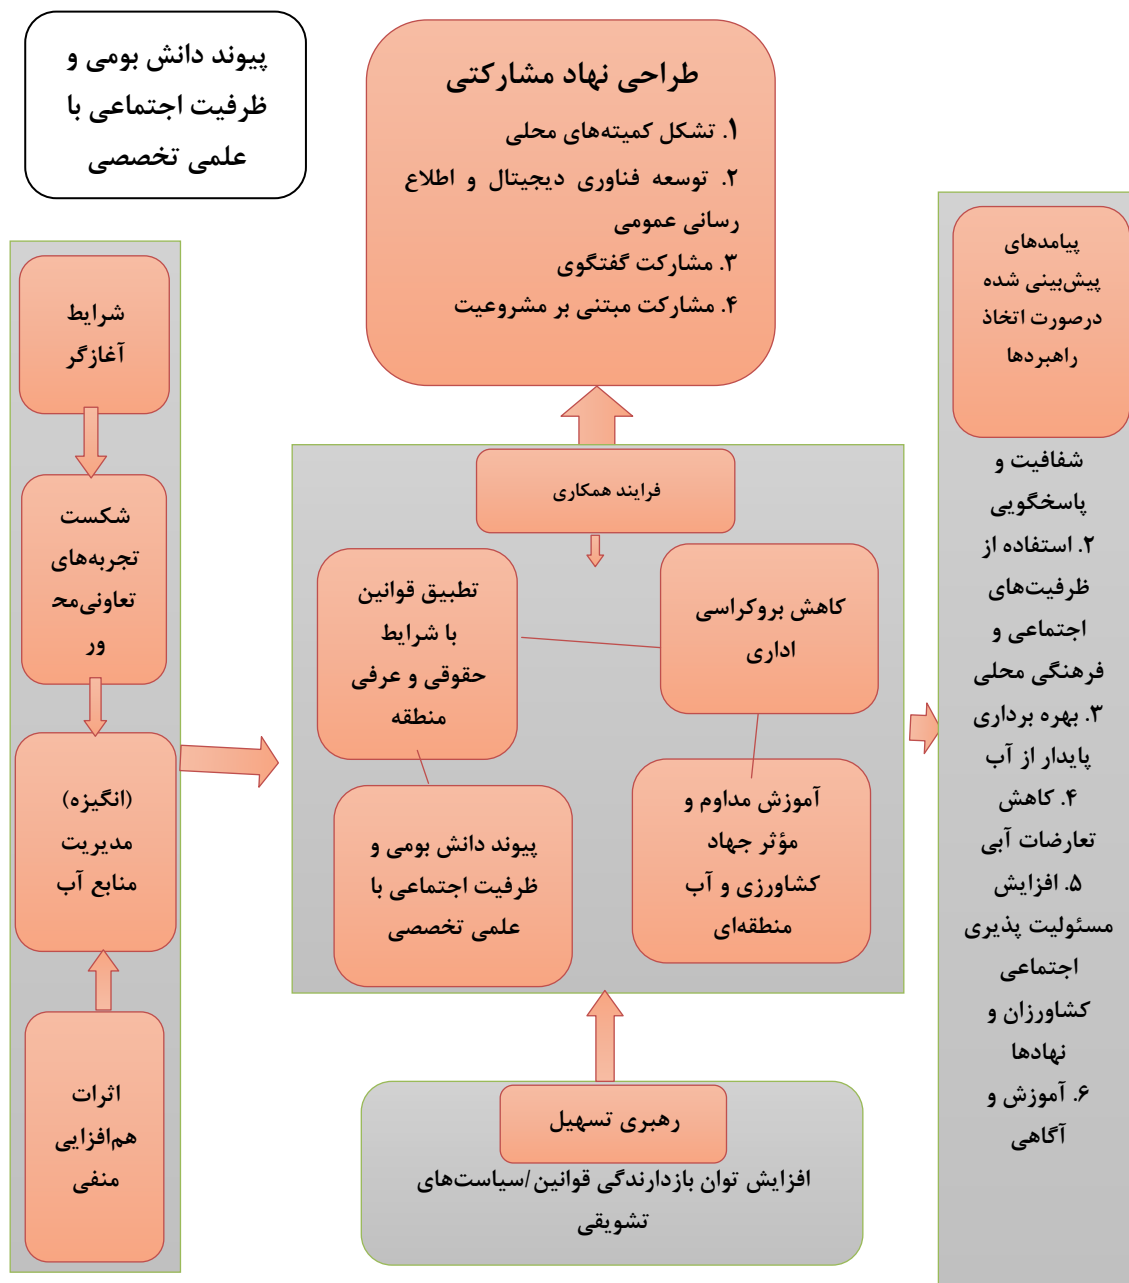 پیوند دانش بومی و
ظرفیت اجتماعی با
علمی تخصصی
طراحی نهاد مشارکتی
۱. تشکل کمیته‌های محلی
۲. توسعه فناوری دیجیتال و اطلاع
رسانی عمومی
۳. مشارکت گفتگوی
۴. مشارکت مبتنی بر مشروعیت
پیامدهای
پیش‌بینی شده
درصورت اتخاذ
راهبردها
شفافیت و
پاسخگویی
۲. استفاده از
ظرفیت‌های
اجتماعی و
فرهنگی محلی
۳. بهره برداری
پایدار از آب
۴. کاهش
تعارضات آبی
۵. افزایش
مسئولیت پذیری
اجتماعی
کشاورزان و
نهادها
۶. آموزش و
آگاهی
فرایند همکاری
کاهش بروکراسی
اداری
تطبیق قوانین
با شرایط
حقوقی و عرفی
منطقه
آموزش مداوم و
مؤثر جهاد
کشاورزی و آب
منطقه‌ای
پیوند دانش بومی و
ظرفیت اجتماعی با
علمی تخصصی
شرایط
آغازگر
شکست
تجربه‌های
تعاونی‌مح
ور
(انگیزه)
مدیریت
منابع آب
اثرات
هم‌افزایی
منفی
رهبری تسهیل
افزایش توان بازدارندگی قوانین/سیاست‌های
تشویقی